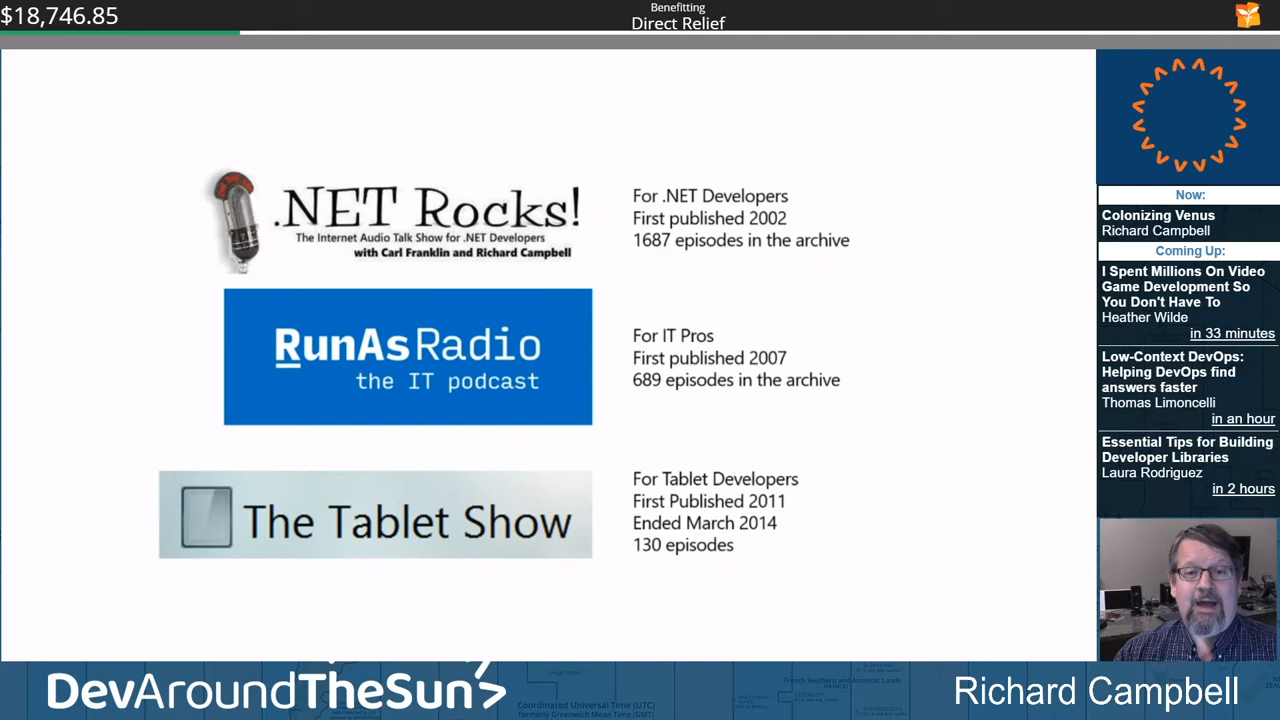 $18,746.85
Benefitting
Direct Relief
.NET Rocks!
The Internet Audio Talk Show for .NET Developers
with Carl Franklin and Richard Campbell
For .NET Developers
First published 2002
1687 episodes in the archive
RunAsRadio
the IT podcast
For IT Pros
First published 2007
689 episodes in the archive
The Tablet Show
For Tablet Developers
First Published 2011
Ended March 2014
130 episodes
Now:
Colonizing Venus
Richard Campbell
Coming Up:
I Spent Millions On Video
Game Development So
You Don't Have To
Heather Wilde
in 33 minutes
Low-Context DevOps:
Helping DevOps find
answers faster
Thomas Limoncelli
in an hour
Essential Tips for Building
Developer Libraries
Laura Rodriguez
in 2 hours
DevAroundTheSun
Coordinated Universal Time (UTC)
formerly Greenwich Mean Time (GMT)
French Southern and Antarctic Lands
(FRANCE)
Richard Campbell